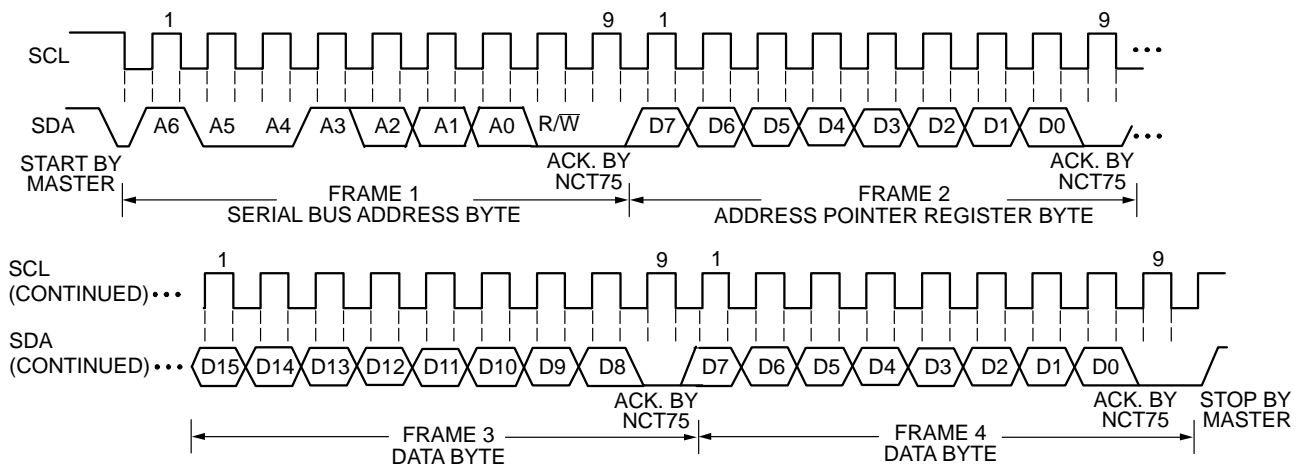 1 9 1 9
SCL
SDA A6 A5 A4 A3 A2 A1 A0 R/W̅ D7 D6 D5 D4 D3 D2 D1 D0
START BY MASTER
ACK. BY NCT75
ACK. BY NCT75
FRAME 1
SERIAL BUS ADDRESS BYTE
FRAME 2
ADDRESS POINTER REGISTER BYTE
1 9 1 9
SCL
(CONTINUED)
SDA
(CONTINUED) D15 D14 D13 D12 D11 D10 D9 D8 D7 D6 D5 D4 D3 D2 D1 D0
ACK. BY NCT75
ACK. BY NCT75
STOP BY MASTER
FRAME 3
DATA BYTE
FRAME 4
DATA BYTE